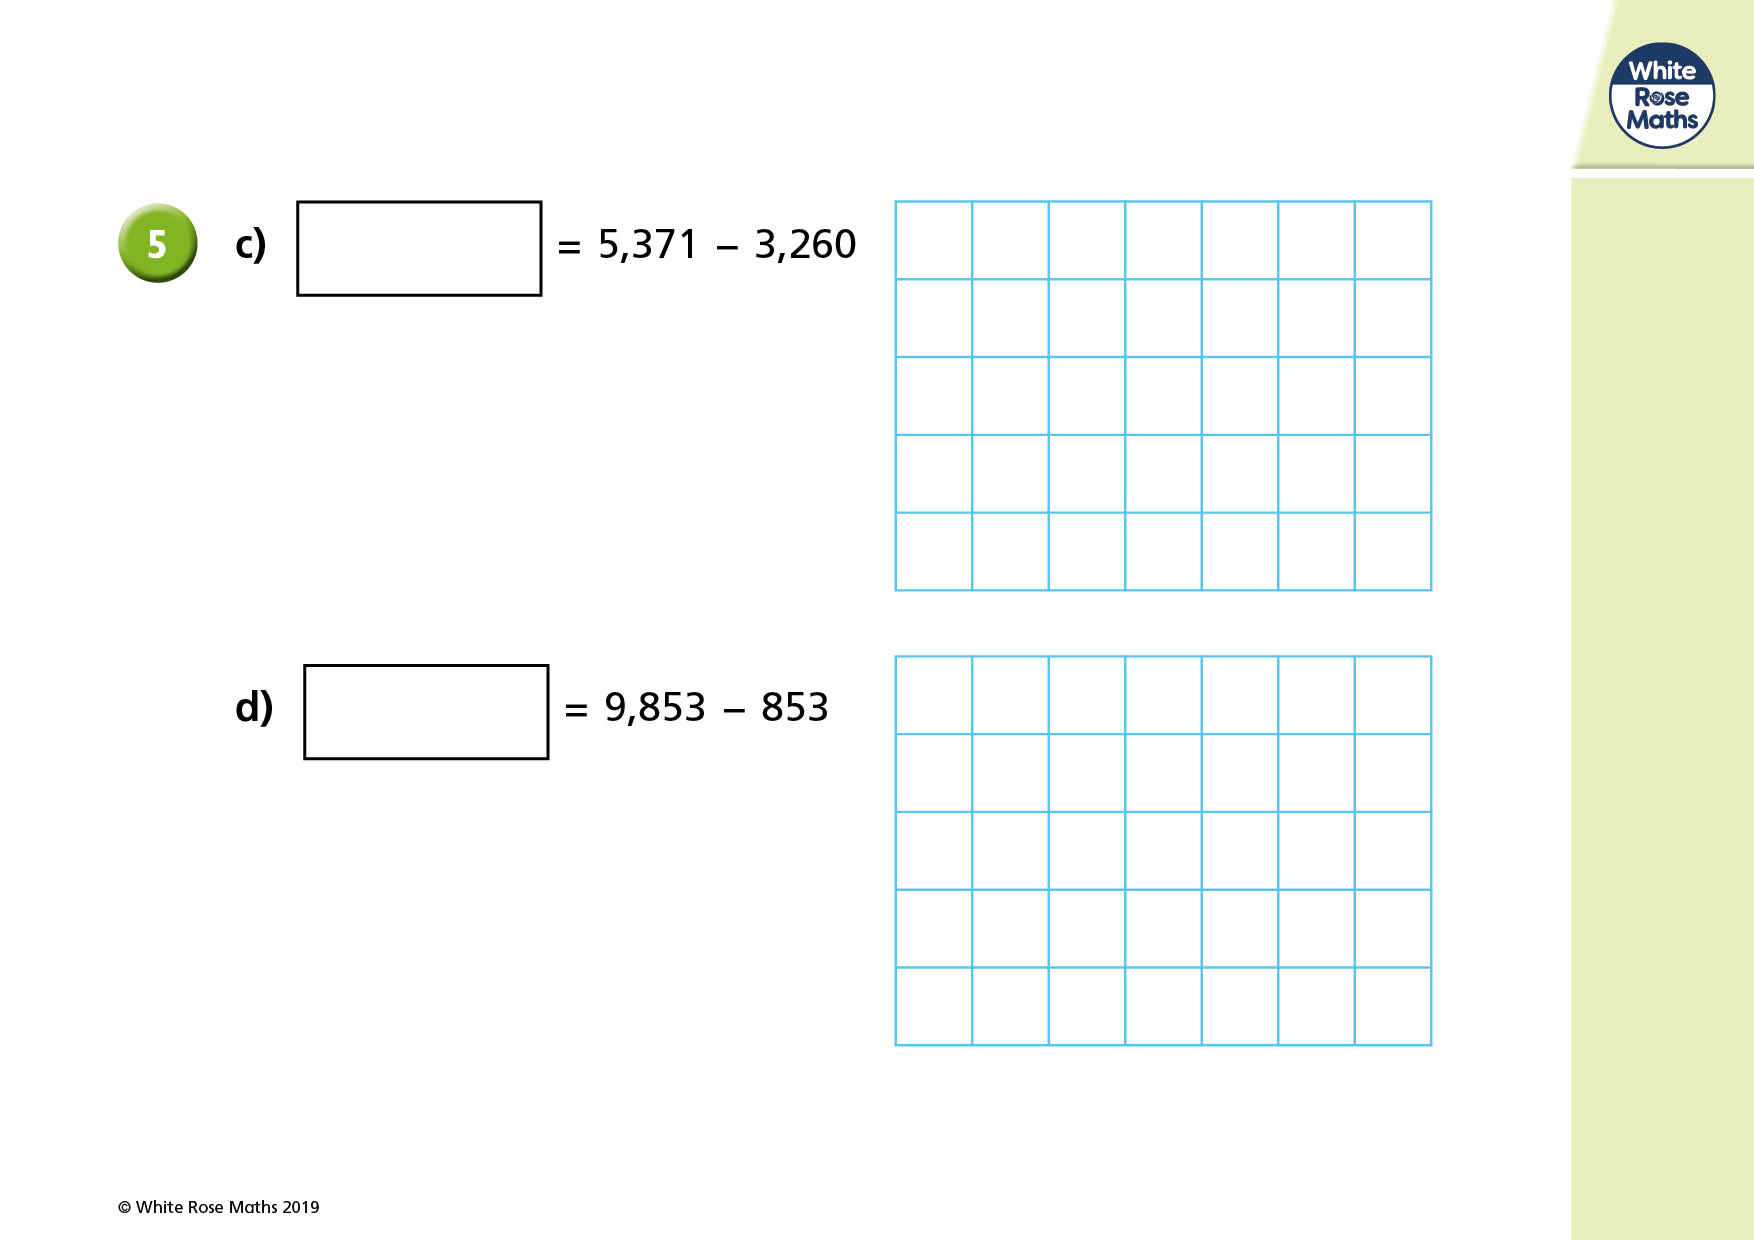 White
Rose
Maths
5 c) = 5,371 – 3,260
d) = 9,853 – 853
© White Rose Maths 2019